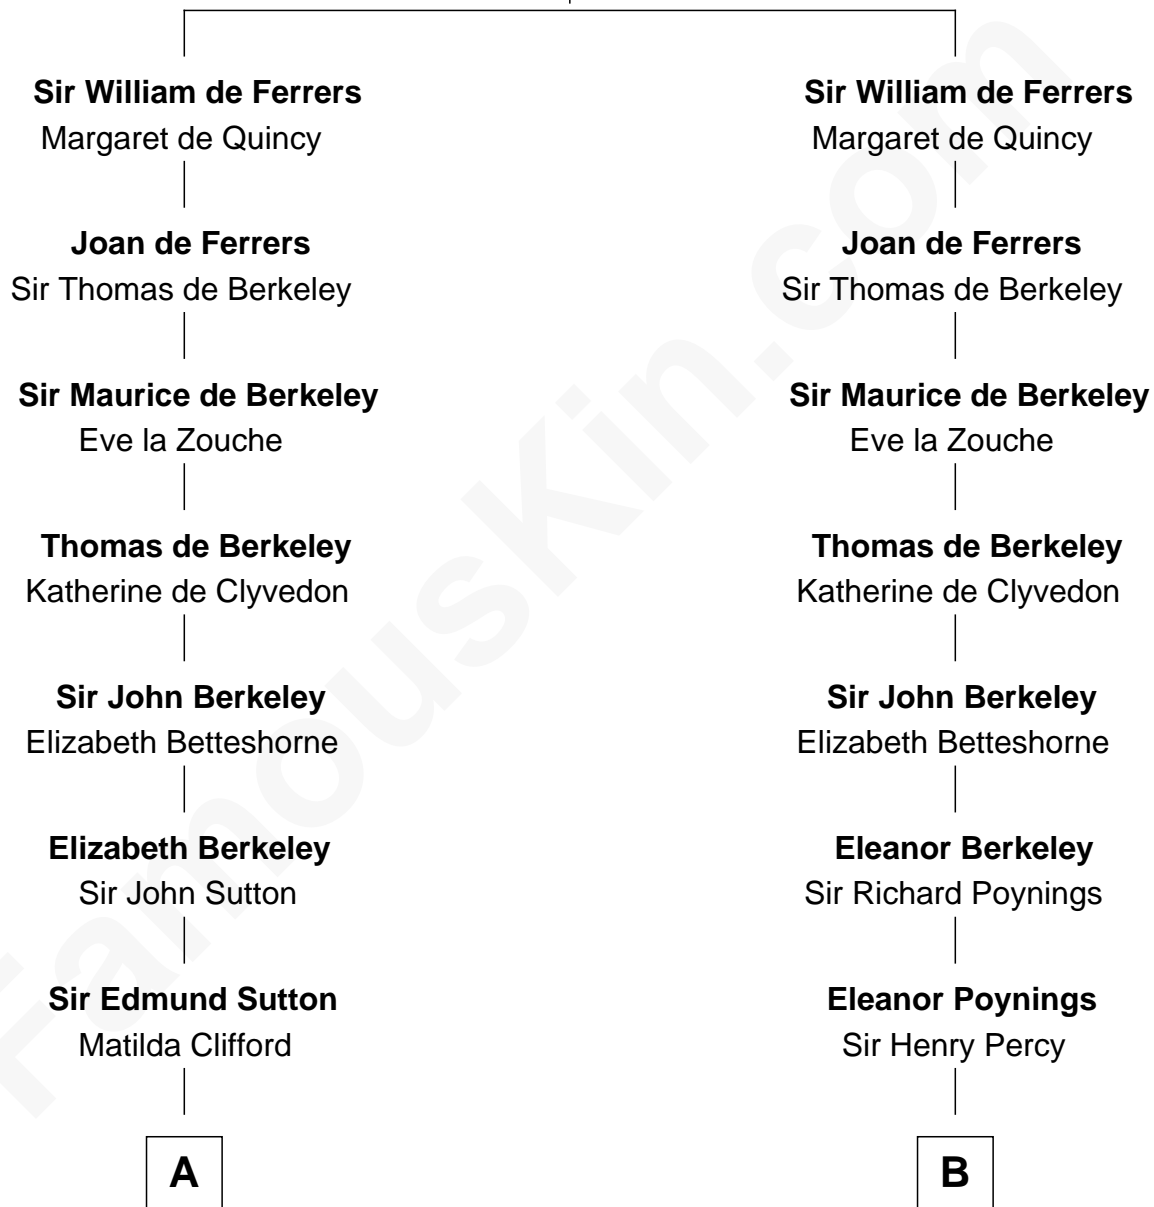 Sir William de Ferrers
Margaret de Quincy
Joan de Ferrers
Sir Thomas de Berkeley
Sir Maurice de Berkeley
Eve la Zouche
Thomas de Berkeley
Katherine de Clyvedon
Sir John Berkeley
Elizabeth Betteshorne
Elizabeth Berkeley
Sir John Sutton
Sir Edmund Sutton
Matilda Clifford
A
Sir William de Ferrers
Margaret de Quincy
Joan de Ferrers
Sir Thomas de Berkeley
Sir Maurice de Berkeley
Eve la Zouche
Thomas de Berkeley
Katherine de Clyvedon
Sir John Berkeley
Elizabeth Betteshorne
Eleanor Berkeley
Sir Richard Poynings
Eleanor Poynings
Sir Henry Percy
B
FamousKin.com